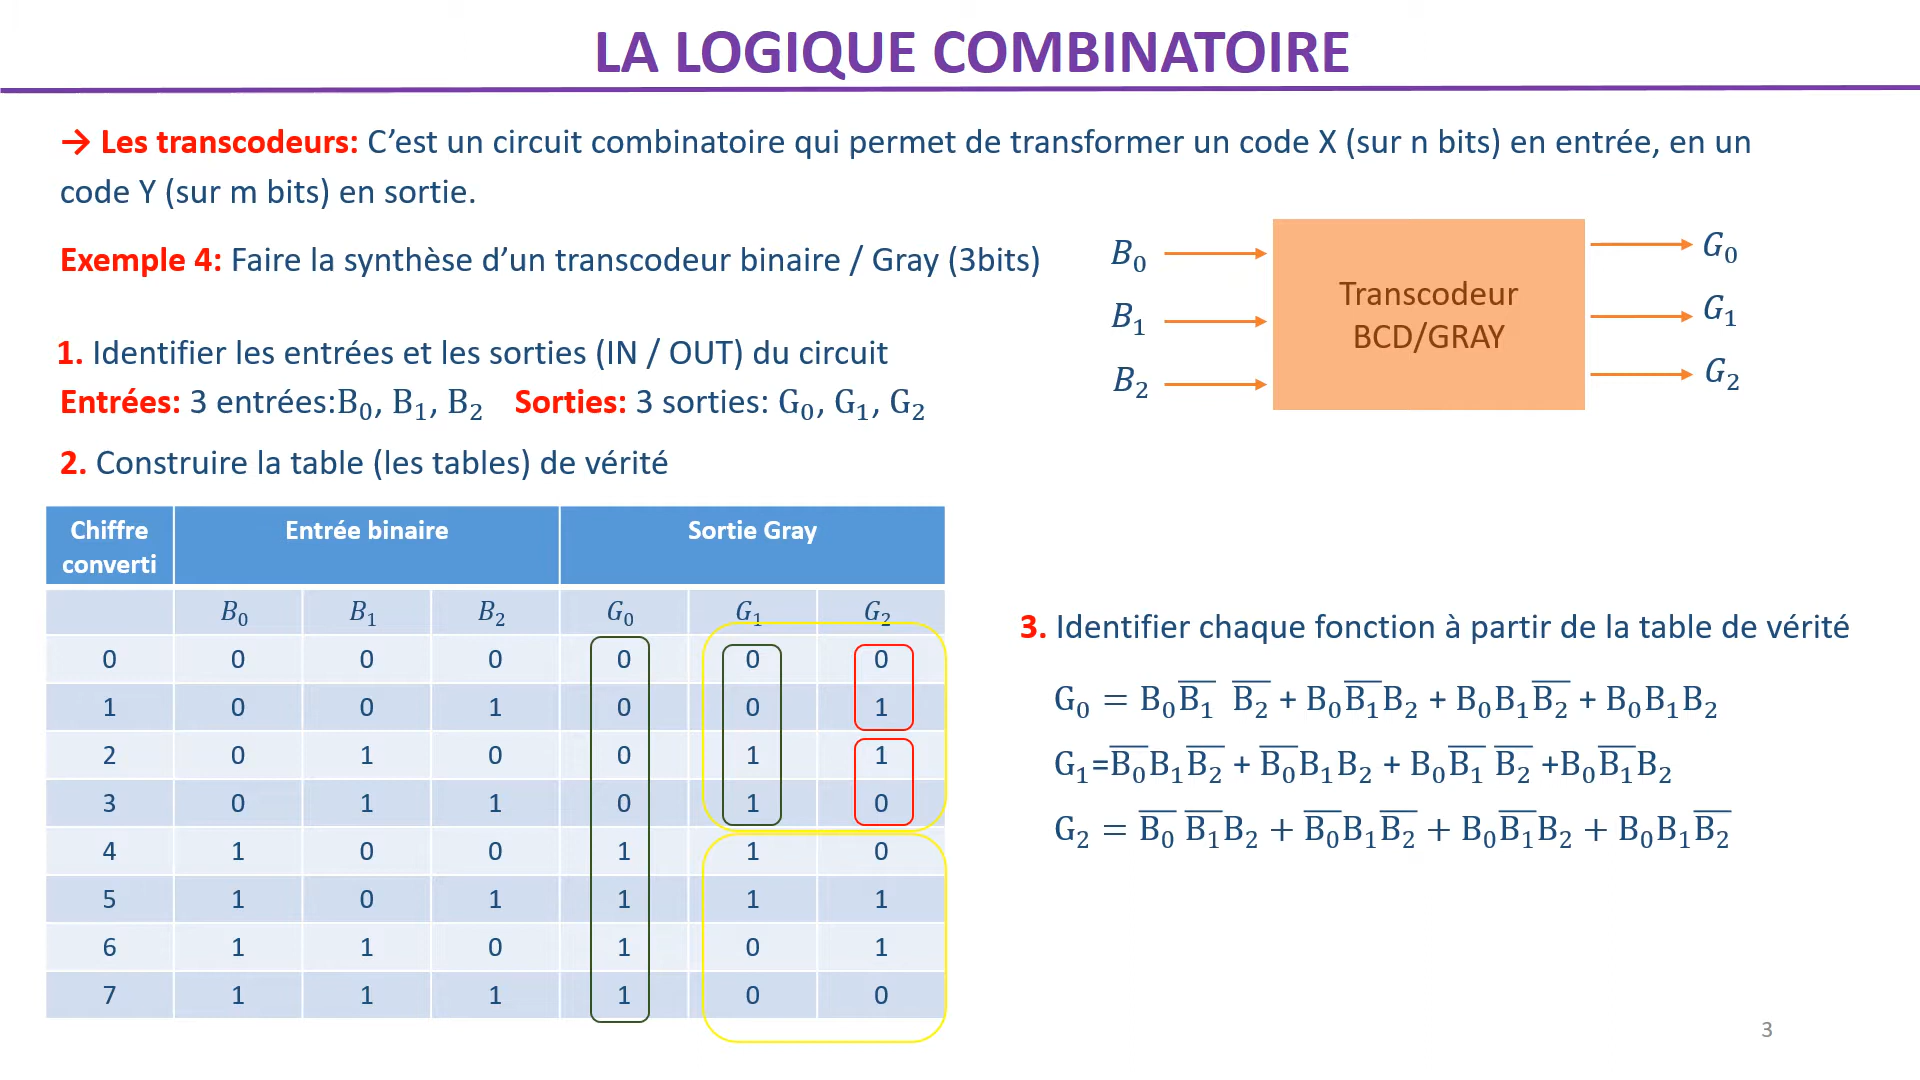 LA LOGIQUE COMBINATOIRE
→ Les transcodeurs: C’est un circuit combinatoire qui permet de transformer un code X (sur n bits) en entrée, en un
code Y (sur m bits) en sortie.
Exemple 4: Faire la synthèse d’un transcodeur binaire / Gray (3bits)
B₀
B₁
B₂
Transcodeur
BCD/GRAY
G₀
G₁
G₂
1. Identifier les entrées et les sorties (IN / OUT) du circuit
Entrées: 3 entrées:B₀, B₁, B₂ Sorties: 3 sorties: G₀, G₁, G₂
2. Construire la table (les tables) de vérité
Chiffre converti Entrée binaire Sortie Gray
B₀ B₁ B₂ G₀ G₁ G₂
0 0 0 0 0 0 0
1 0 0 1 0 0 1
2 0 1 0 0 1 1
3 0 1 1 0 1 0
4 1 0 0 1 1 0
5 1 0 1 1 1 1
6 1 1 0 1 0 1
7 1 1 1 1 0 0
3. Identifier chaque fonction à partir de la table de vérité
G₀ = B₀B̅₁ B̅₂ + B₀B̅₁B₂ + B₀B₁B̅₂ + B₀B₁B₂
G₁=B̅₀B₁B̅₂ + B̅₀B₁B₂ + B₀B̅₁ B̅₂ +B₀B̅₁B₂
G₂ = B̅₀ B̅₁B₂ + B̅₀B₁B̅₂ + B₀B̅₁B₂ + B₀B₁B̅₂
3